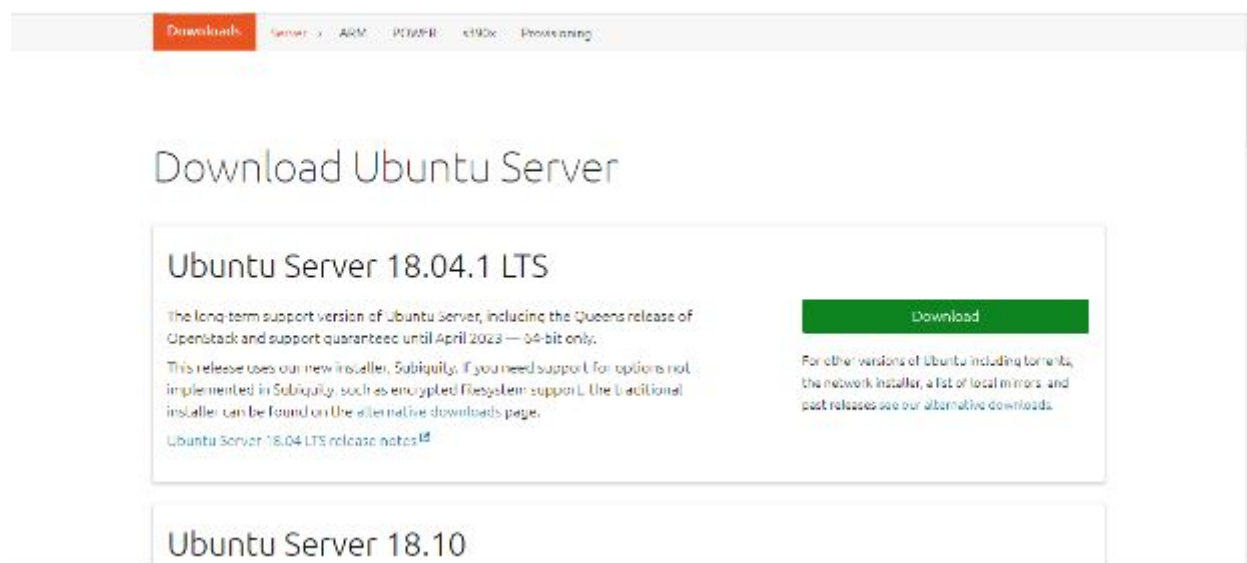 Downloads Server › ARM POWER s390x Provisioning
Download Ubuntu Server
Ubuntu Server 18.04.1 LTS
The long-term support version of Ubuntu Server, including the Queens release of
OpenStack and support guaranteed until April 2023 — 64-bit only.
This release uses our new installer, Subiquity. If you need support for options not
implemented in Subiquity, such as encrypted filesystem support, the traditional
installer can be found on the alternative downloads page.
Ubuntu Server 18.04 LTS release notes
Download
For other versions of Ubuntu including torrents,
the network installer, a list of local mirrors, and
past releases see our alternative downloads.
Ubuntu Server 18.10